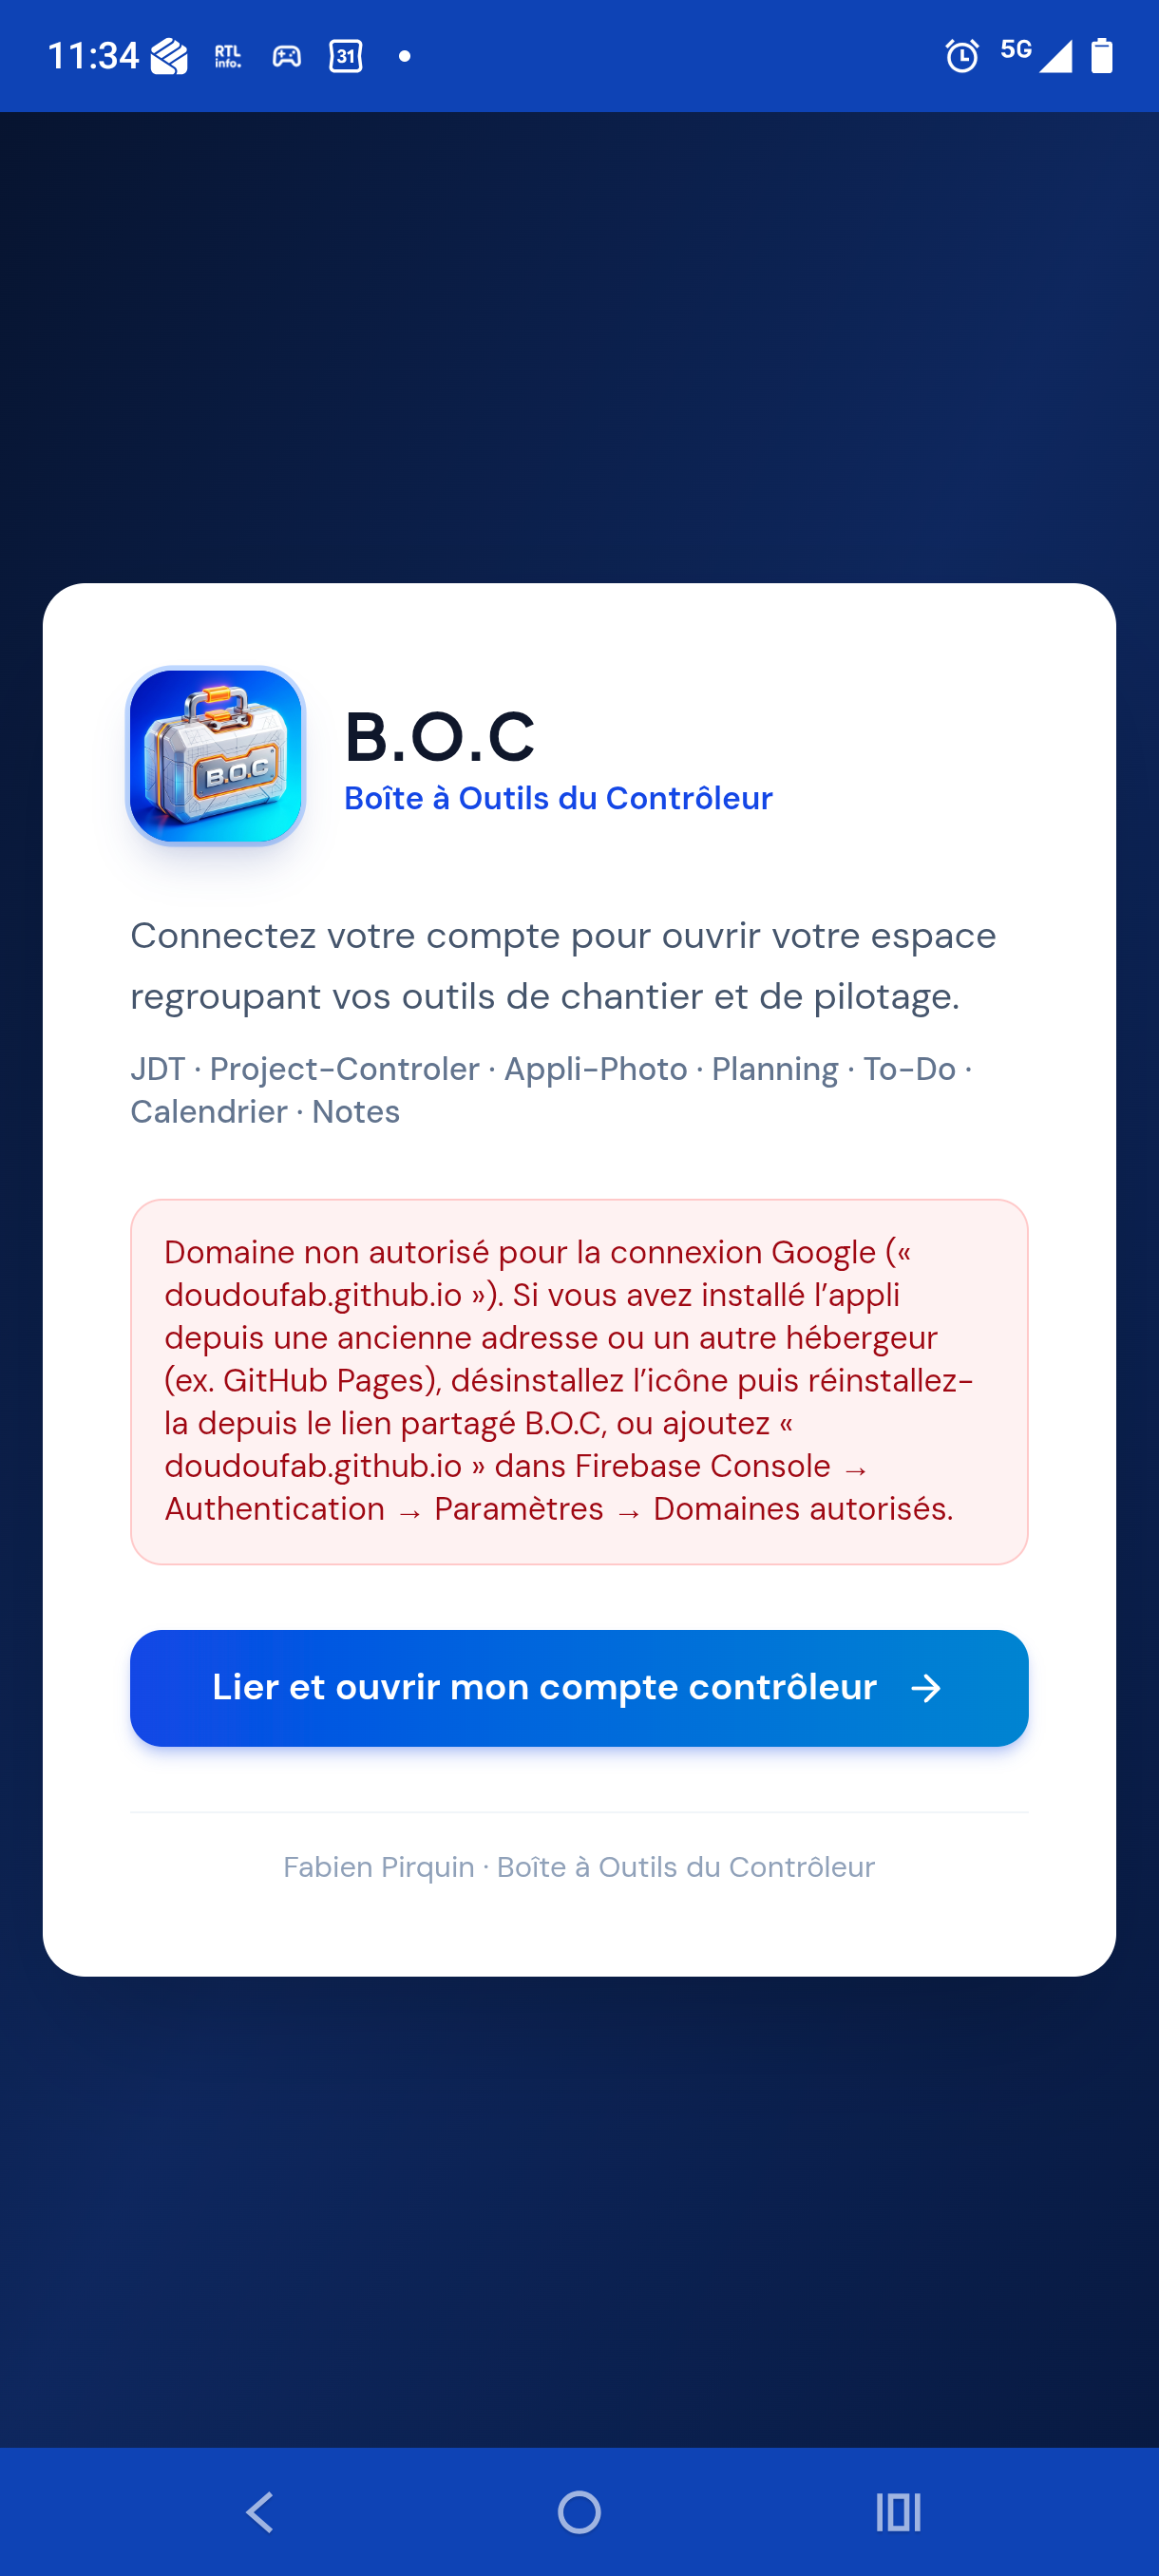 11:34
RTL
info.
31
5G
B.O.C
B.O.C
Boîte à Outils du Contrôleur
Connectez votre compte pour ouvrir votre espace
regroupant vos outils de chantier et de pilotage.
JDT · Project-Controler · Appli-Photo · Planning · To-Do ·
Calendrier · Notes
Domaine non autorisé pour la connexion Google («
doudoufab.github.io »). Si vous avez installé l’appli
depuis une ancienne adresse ou un autre hébergeur
(ex. GitHub Pages), désinstallez l’icône puis réinstallez-
la depuis le lien partagé B.O.C, ou ajoutez «
doudoufab.github.io » dans Firebase Console →
Authentication → Paramètres → Domaines autorisés.
Lier et ouvrir mon compte contrôleur →
Fabien Pirquin · Boîte à Outils du Contrôleur